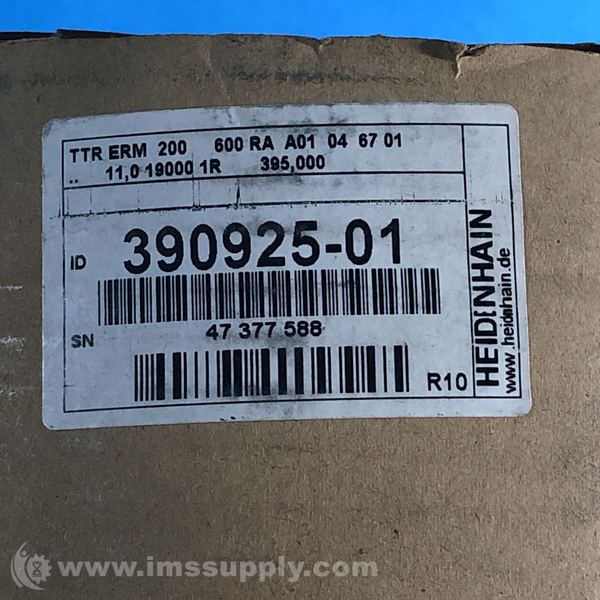 TTR ERM 200 600 RA A01 04 67 01
.. 11,0 19000 1R 395,000
ID 390925-01
SN 47 377 588
R10
HEIDENHAIN
www.heidenhain.de
www.imssupply.com